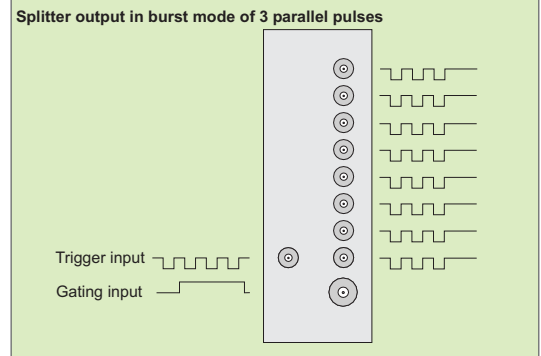 Splitter output in burst mode of 3 parallel pulses
Trigger input
Gating input